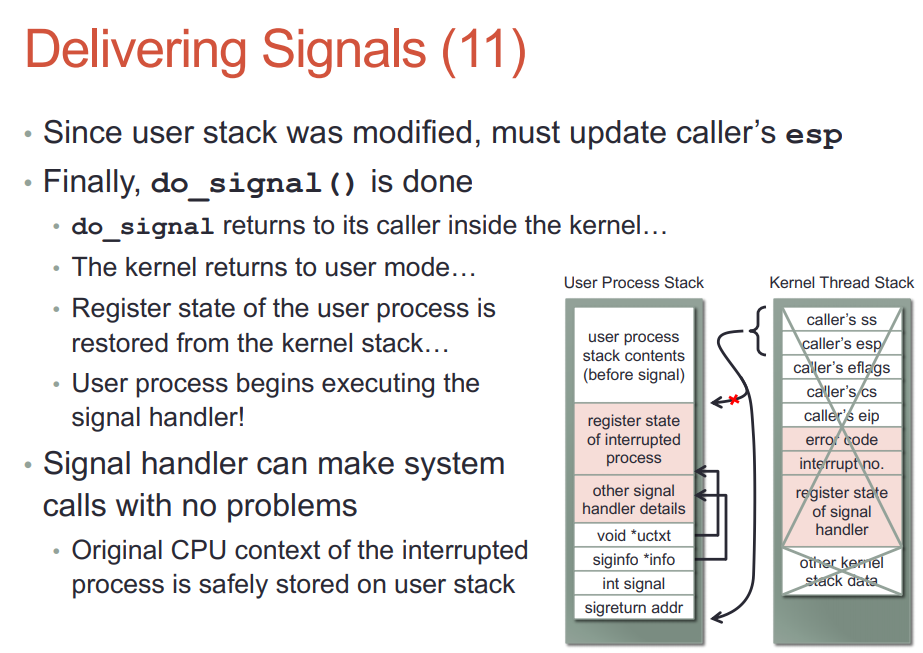 Delivering Signals (11)
• Since user stack was modified, must update caller's esp
• Finally, do_signal() is done
• do_signal returns to its caller inside the kernel…
• The kernel returns to user mode…
• Register state of the user process is
restored from the kernel stack…
• User process begins executing the
signal handler!
• Signal handler can make system
calls with no problems
• Original CPU context of the interrupted
process is safely stored on user stack
User Process Stack
user process
stack contents
(before signal)
register state
of interrupted
process
other signal
handler details
void *uctxt
siginfo *info
int signal
sigreturn addr
Kernel Thread Stack
caller's ss
caller's esp
caller's eflags
caller's cs
caller's eip
error code
interrupt no.
register state
of signal
handler
other kernel
stack data